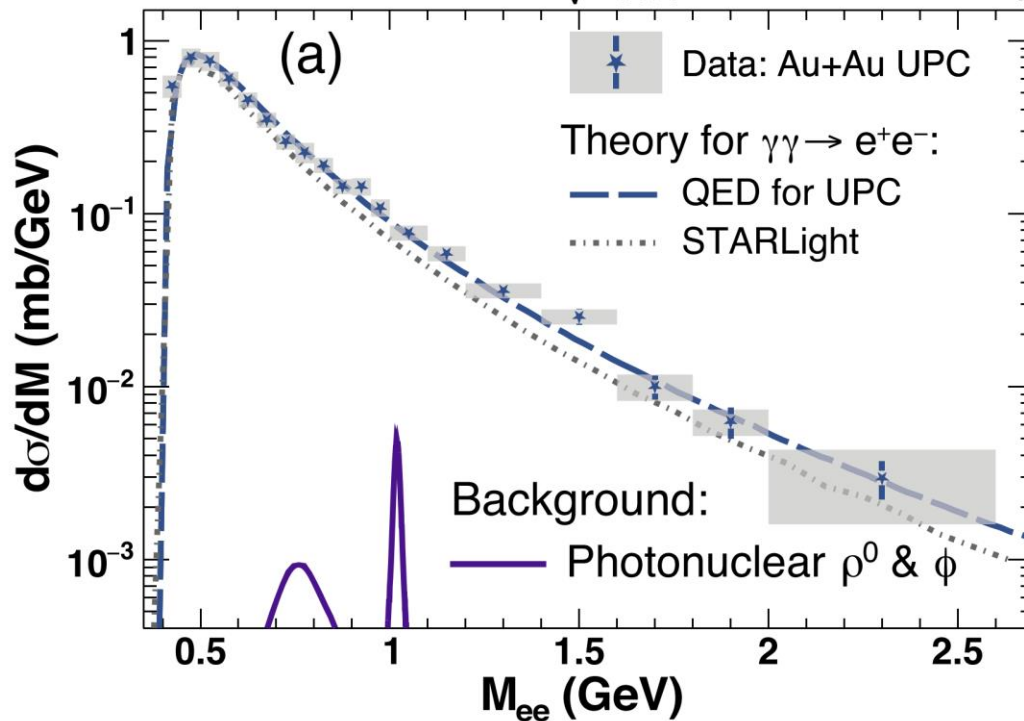 (a)
Data: Au+Au UPC
Theory for γγ→ e⁺e⁻:
QED for UPC
STARLight
Background:
Photonuclear ρ⁰ & ϕ
dσ/dM (mb/GeV)
1
10⁻¹
10⁻²
10⁻³
0.5 1 1.5 2 2.5
Mₑₑ (GeV)